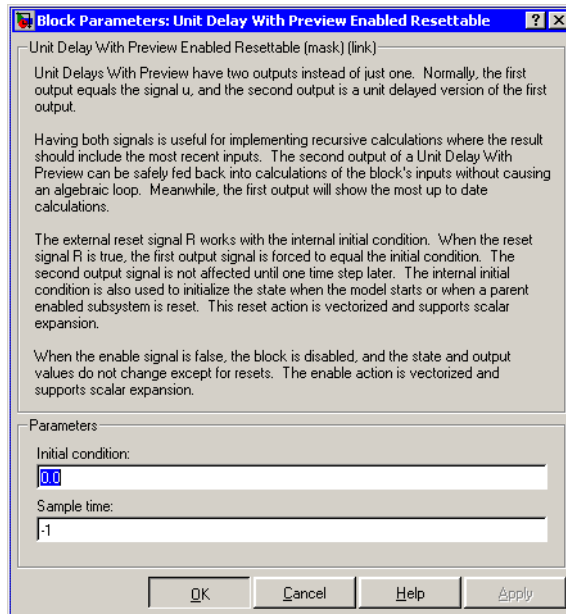 Block Parameters: Unit Delay With Preview Enabled Resettable
Unit Delay With Preview Enabled Resettable (mask) (link)
Unit Delays With Preview have two outputs instead of just one.  Normally, the first
output equals the signal u, and the second output is a unit delayed version of the first
output.
Having both signals is useful for implementing recursive calculations where the result
should include the most recent inputs.  The second output of a Unit Delay With
Preview can be safely fed back into calculations of the block's inputs without causing
an algebraic loop.  Meanwhile, the first output will show the most up to date
calculations.
The external reset signal R works with the internal initial condition.  When the reset
signal R is true, the first output signal is forced to equal the initial condition.  The
second output signal is not affected until one time step later.  The internal initial
condition is also used to initialize the state when the model starts or when a parent
enabled subsystem is reset.  This reset action is vectorized and supports scalar
expansion.
When the enable signal is false, the block is disabled, and the state and output
values do not change except for resets.  The enable action is vectorized and
supports scalar expansion.
Parameters
Initial condition:
0.0
Sample time:
-1
OK Cancel Help Apply